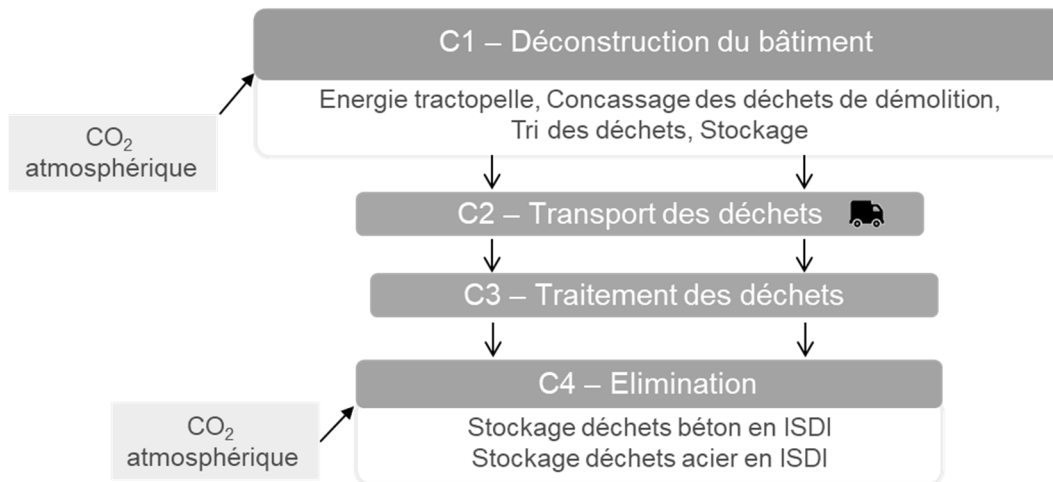 C1 – Déconstruction du bâtiment
Energie tractopelle, Concassage des déchets de démolition,
Tri des déchets, Stockage
CO₂
atmosphérique
C2 – Transport des déchets
C3 – Traitement des déchets
C4 – Elimination
Stockage déchets béton en ISDI
Stockage déchets acier en ISDI
CO₂
atmosphérique